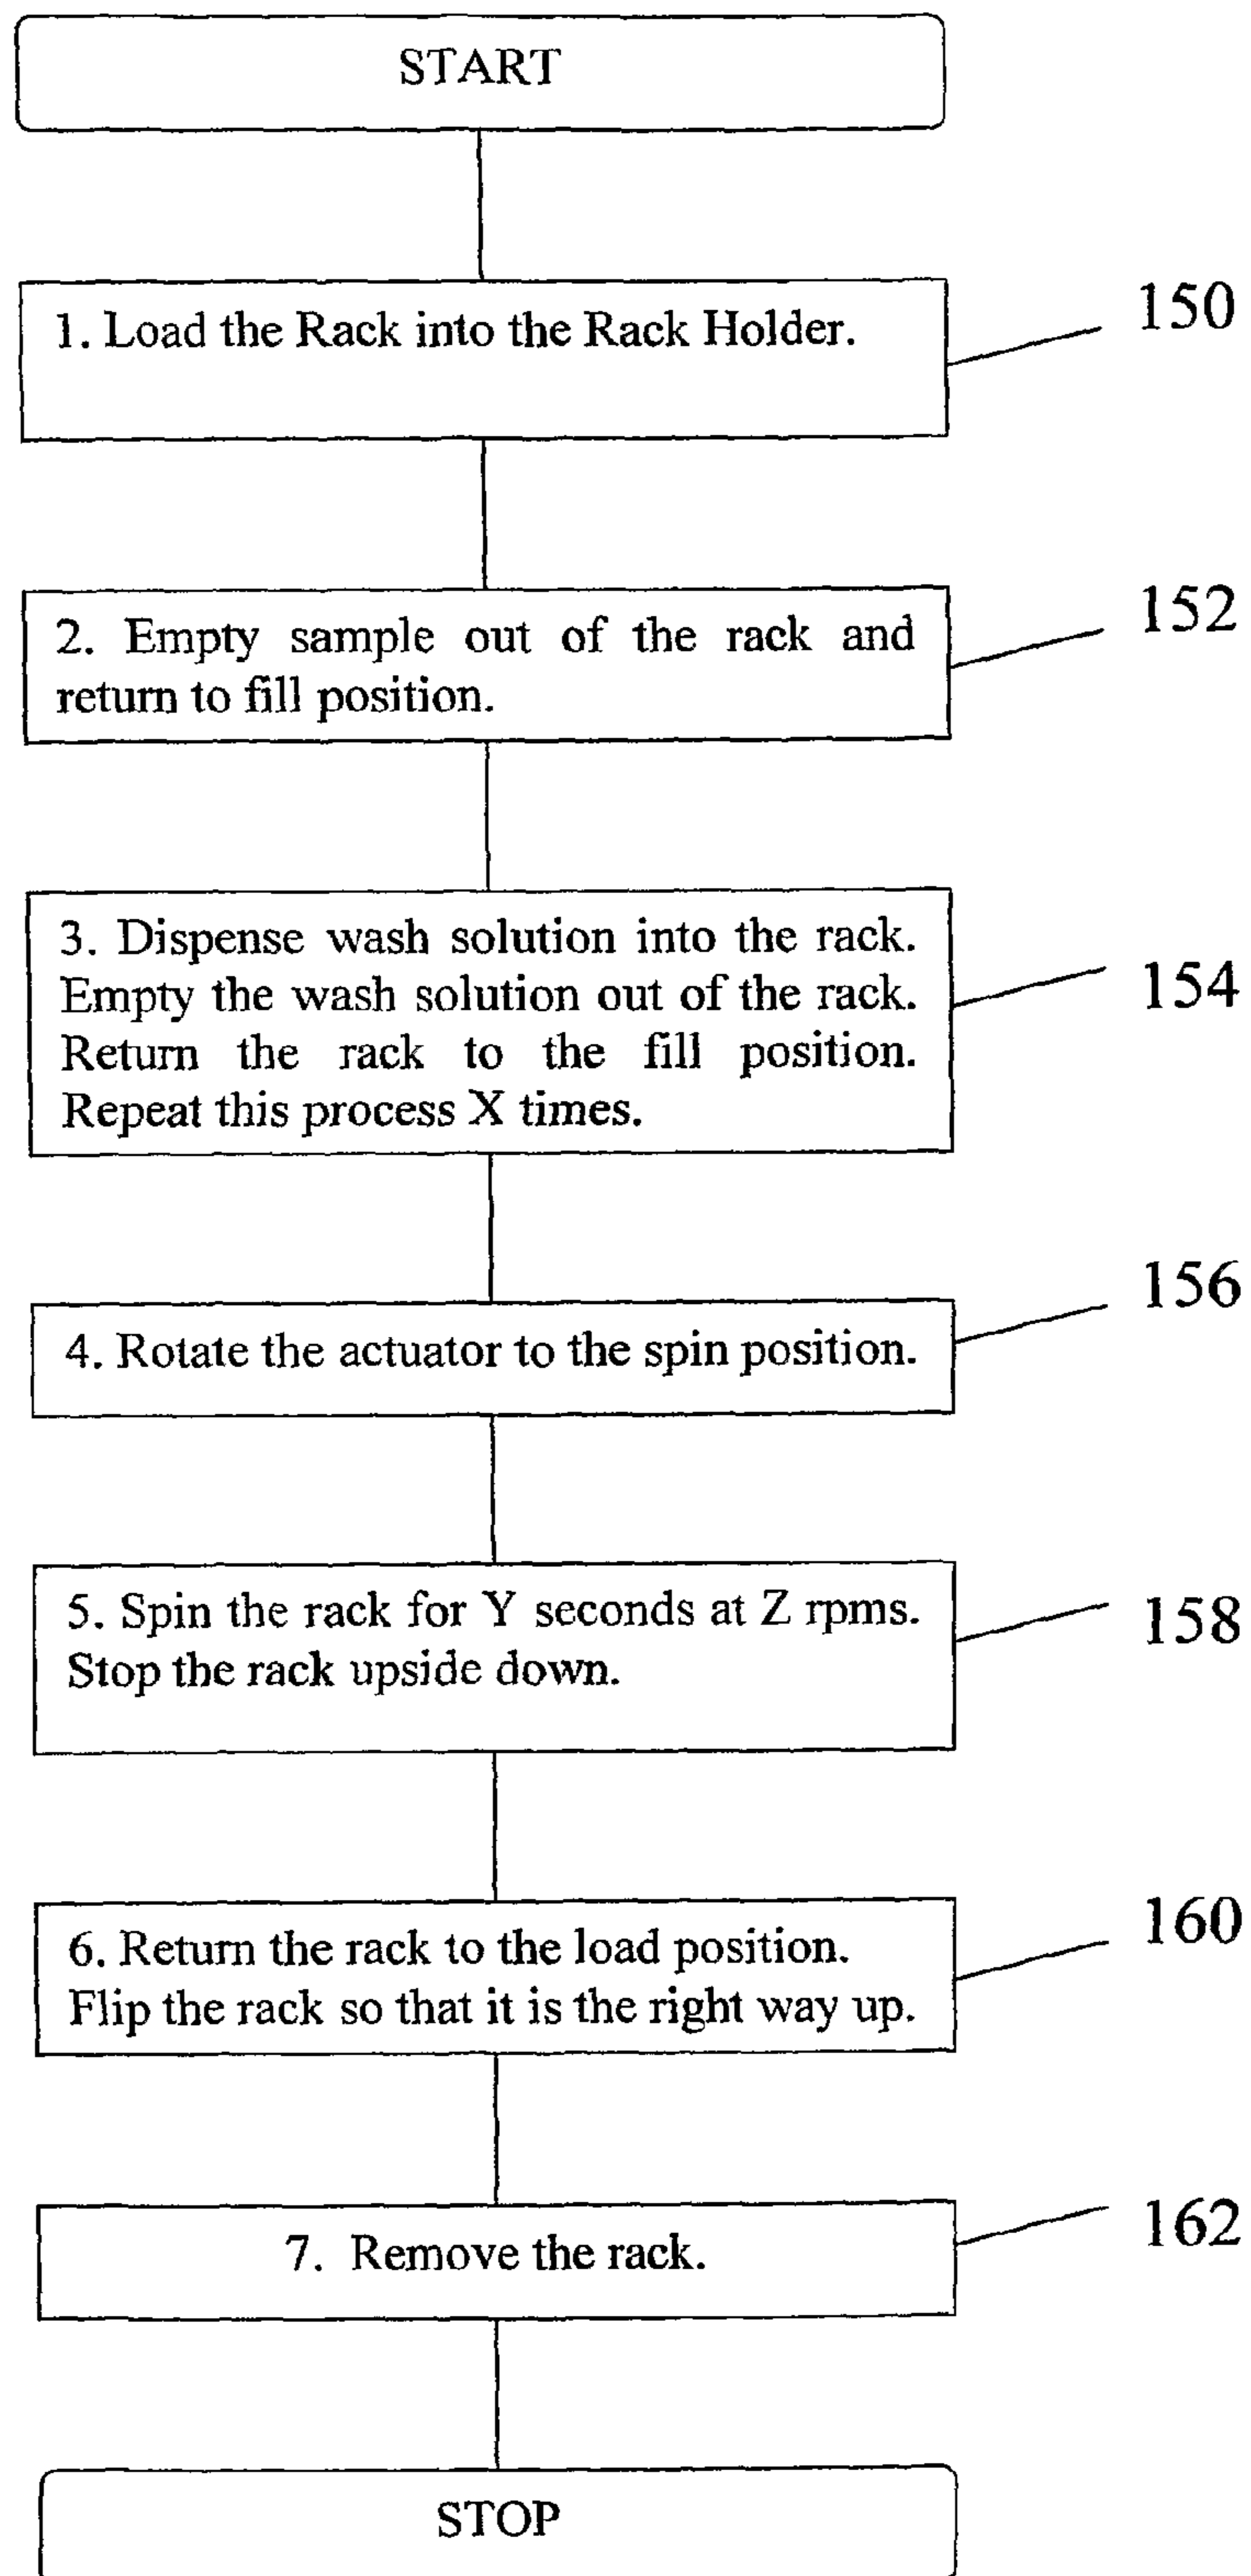 START
1. Load the Rack into the Rack Holder.
150
2. Empty sample out of the rack and
return to fill position.
152
3. Dispense wash solution into the rack.
Empty the wash solution out of the rack.
Return the rack to the fill position.
Repeat this process X times.
154
4. Rotate the actuator to the spin position.
156
5. Spin the rack for Y seconds at Z rpms.
Stop the rack upside down.
158
6. Return the rack to the load position.
Flip the rack so that it is the right way up.
160
7. Remove the rack.
162
STOP